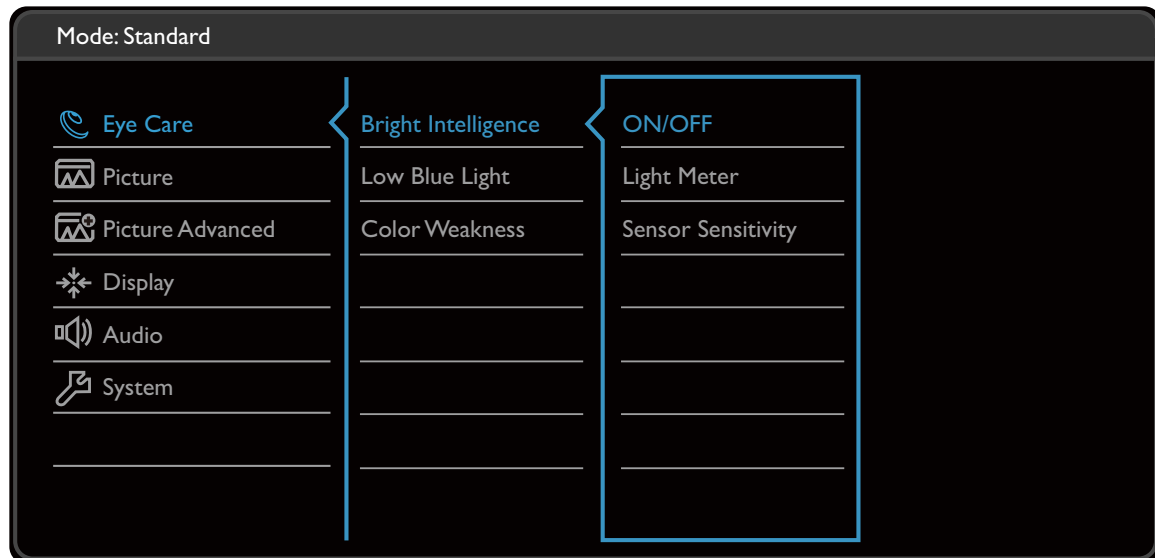 Mode: Standard
Eye Care
Picture
Picture Advanced
Display
Audio
System
Bright Intelligence
Low Blue Light
Color Weakness
ON/OFF
Light Meter
Sensor Sensitivity